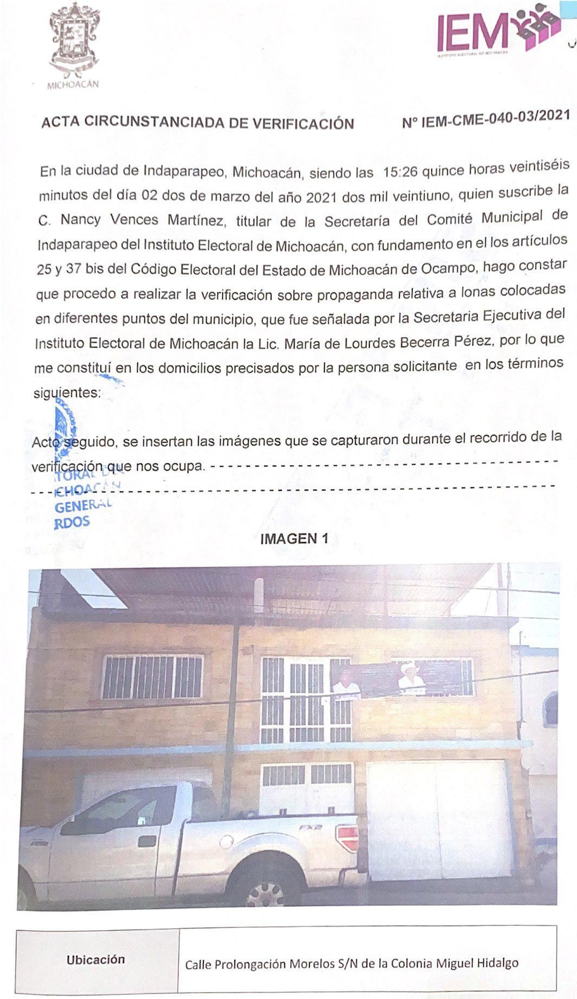 MICHOACÁN
IEM
INSTITUTO ELECTORAL DE MICHOACÁN
ACTA CIRCUNSTANCIADA DE VERIFICACIÓN N° IEM-CME-040-03/2021
En la ciudad de Indaparapeo, Michoacán, siendo las 15:26 quince horas veintiséis
minutos del día 02 dos de marzo del año 2021 dos mil veintiuno, quien suscribe la
C. Nancy Vences Martínez, titular de la Secretaría del Comité Municipal de
Indaparapeo del Instituto Electoral de Michoacán, con fundamento en el los artículos
25 y 37 bis del Código Electoral del Estado de Michoacán de Ocampo, hago constar
que procedo a realizar la verificación sobre propaganda relativa a lonas colocadas
en diferentes puntos del municipio, que fue señalada por la Secretaria Ejecutiva del
Instituto Electoral de Michoacán la Lic. María de Lourdes Becerra Pérez, por lo que
me constituí en los domicilios precisados por la persona solicitante en los términos
siguientes:
Acto seguido, se insertan las imágenes que se capturaron durante el recorrido de la
verificación que nos ocupa. - - - - - - - - - - - - - - - - - - - - - - - - - - - - - - - - - - - - - - - -
TORAL DEL
ICHOACÁN
GENERAL
RDOS
IMAGEN 1
FX2
Ubicación Calle Prolongación Morelos S/N de la Colonia Miguel Hidalgo